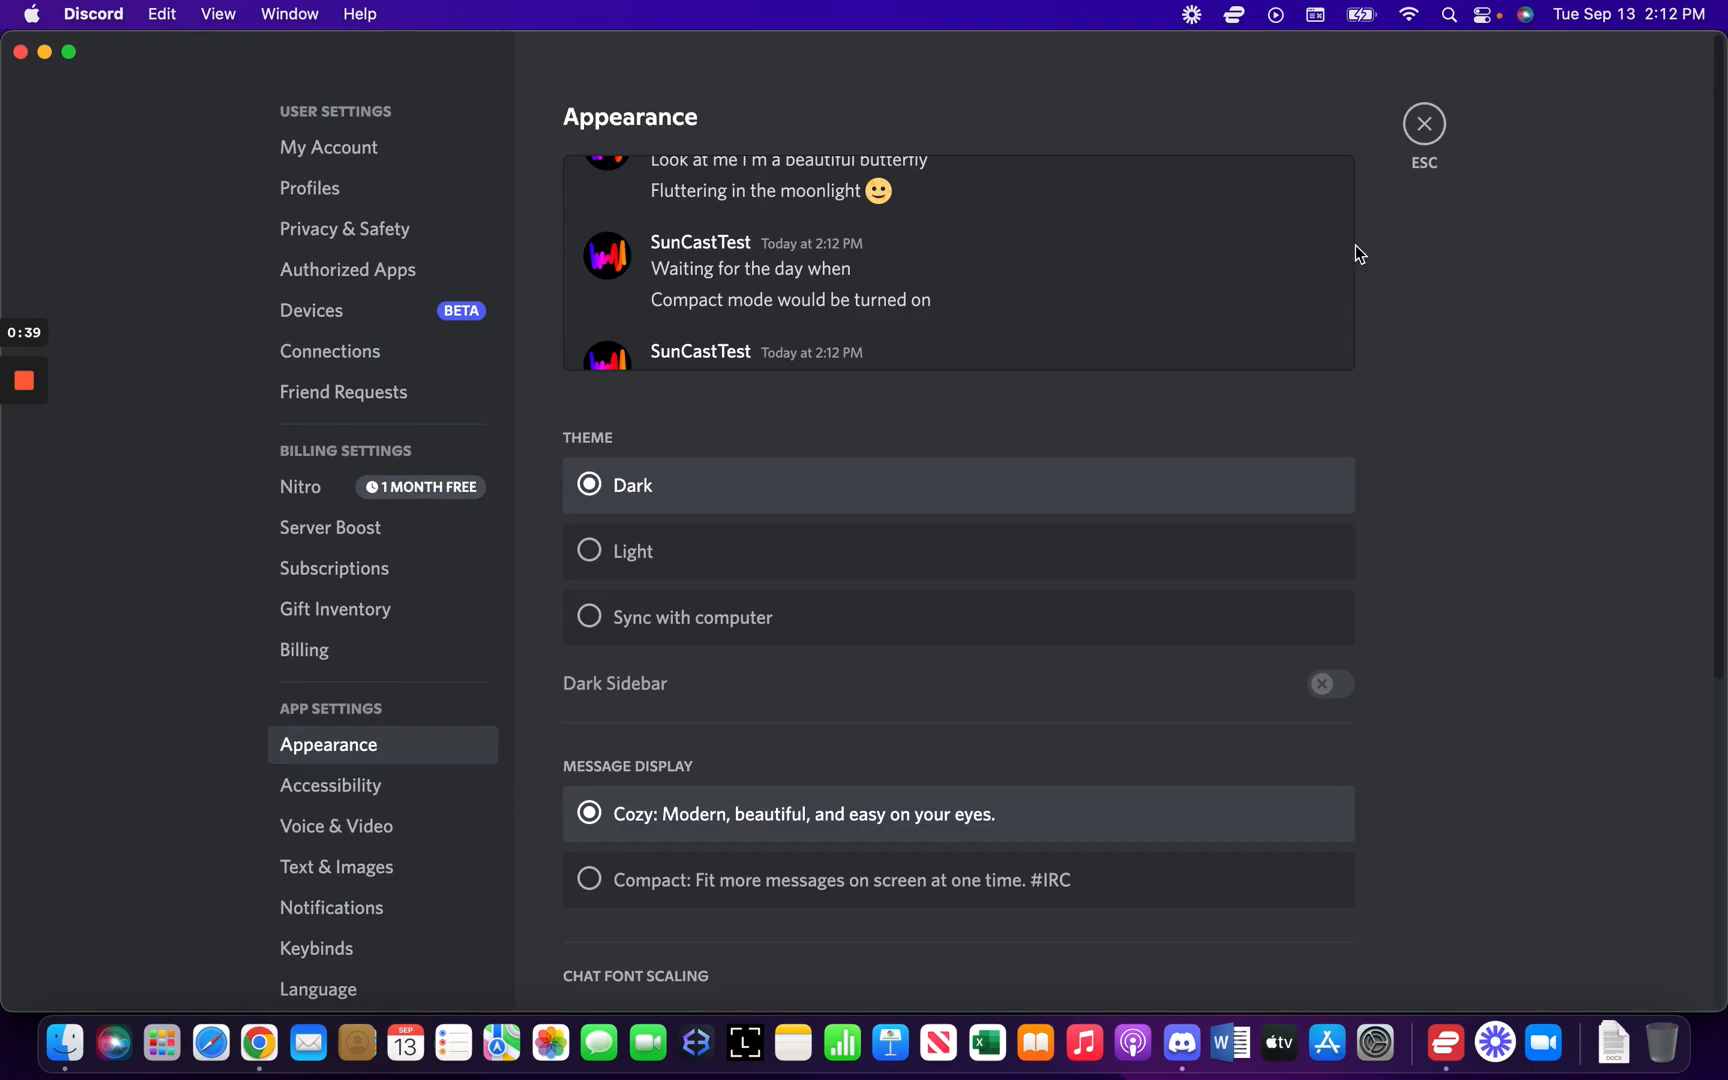 Discord Edit View Window Help Tue Sep 13 2:12 PM
USER SETTINGS
My Account
Profiles
Privacy & Safety
Authorized Apps
Devices BETA
Connections
Friend Requests
BILLING SETTINGS
Nitro 1 MONTH FREE
Server Boost
Subscriptions
Gift Inventory
Billing
APP SETTINGS
Appearance
Accessibility
Voice & Video
Text & Images
Notifications
Keybinds
Language
0:39
Appearance
ESC
Look at me I'm a beautiful butterfly
Fluttering in the moonlight
SunCastTest Today at 2:12 PM
Waiting for the day when
Compact mode would be turned on
SunCastTest Today at 2:12 PM
THEME
Dark
Light
Sync with computer
Dark Sidebar
MESSAGE DISPLAY
Cozy: Modern, beautiful, and easy on your eyes.
Compact: Fit more messages on screen at one time. #IRC
CHAT FONT SCALING
SEP
13
L
N
X
W
tv
DOCX